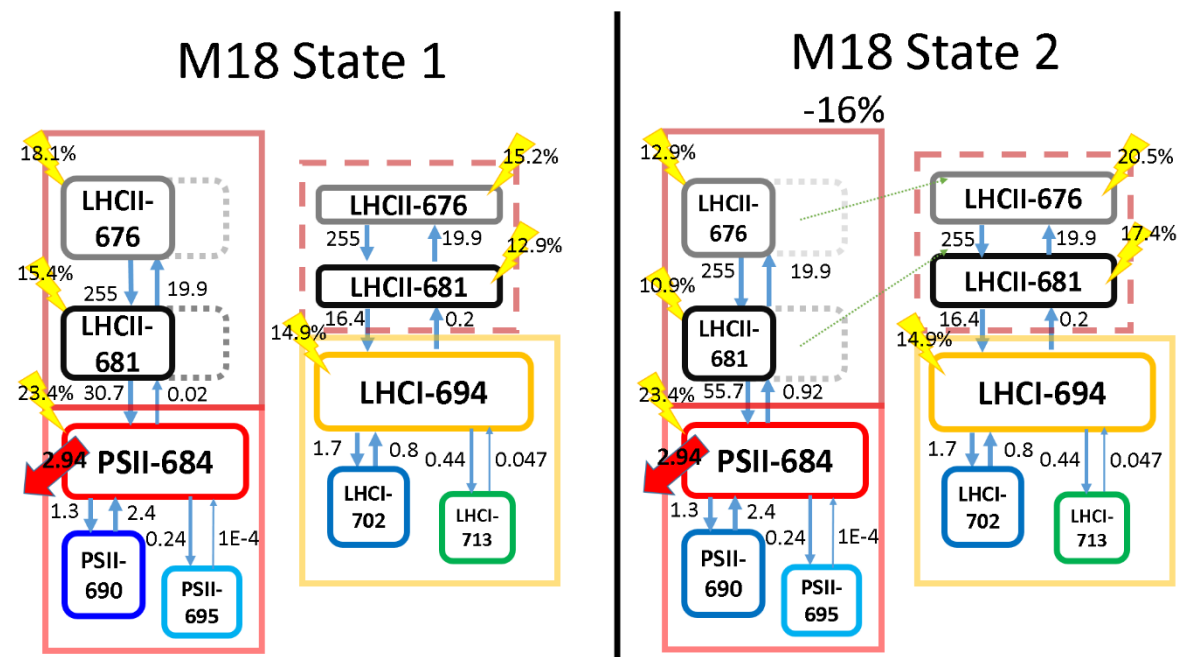 M18 State 1
18.1%
LHCII-
676
15.4%
255
19.9
LHCII-
681
23.4%
30.7
0.02
PSII-684
2.94
1.3
2.4
0.24
1E-4
PSII-
690
PSII-
695
15.2%
LHCII-676
255
19.9
12.9%
LHCII-681
16.4
0.2
14.9%
LHCI-694
1.7
0.8
0.44
0.047
LHCI-
702
LHCI-
713
M18 State 2
-16%
12.9%
LHCII-
676
10.9%
255
19.9
LHCII-
681
23.4%
55.7
0.92
PSII-684
2.94
1.3
2.4
0.24
1E-4
PSII-
690
PSII-
695
20.5%
LHCII-676
255
19.9
17.4%
LHCII-681
16.4
0.2
14.9%
LHCI-694
1.7
0.8
0.44
0.047
LHCI-
702
LHCI-
713